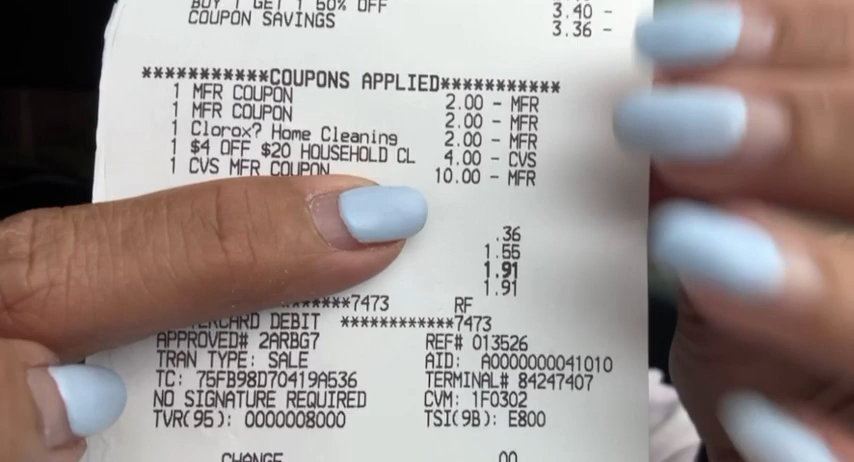 BUY 1 GET 1 50% OFF 3.40 -
COUPON SAVINGS 3.36 -
***********COUPONS APPLIED***********
1 MFR COUPON 2.00 - MFR
1 MFR COUPON 2.00 - MFR
1 Clorox? Home Cleaning 2.00 - MFR
1 $4 OFF $20 HOUSEHOLD CL 4.00 - CVS
1 CVS MFR COUPON 10.00 - MFR
.36
1.55
1.91
1.91
*******7473 RF
CARD DEBIT ************7473
APPROVED# 2ARBG7 REF# 013526
TRAN TYPE: SALE AID: A0000000041010
TC: 75FB98D70419A536 TERMINAL# 84247407
NO SIGNATURE REQUIRED CVM: 1F0302
TVR(95): 0000008000 TSI(9B): E800
CHANGE .00